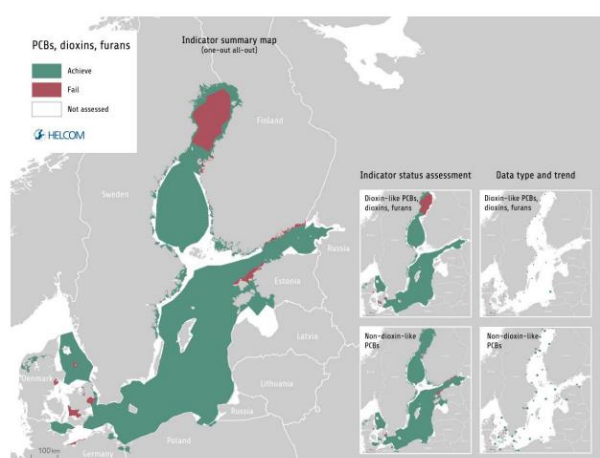 PCBs, dioxins, furans
Achieve
Fail
Not assessed
HELCOM
Indicator summary map
(one-out all-out)
Finland
Sweden
Russia
Estonia
Latvia
Lithuania
Russia
Denmark
Germany
Poland
100 km
Indicator status assessment
Data type and trend
Dioxin-like PCBs,
dioxins, furans
Dioxin-like PCBs,
dioxins, furans
Non-dioxin-like
PCBs
Non-dioxin-like-
PCBs